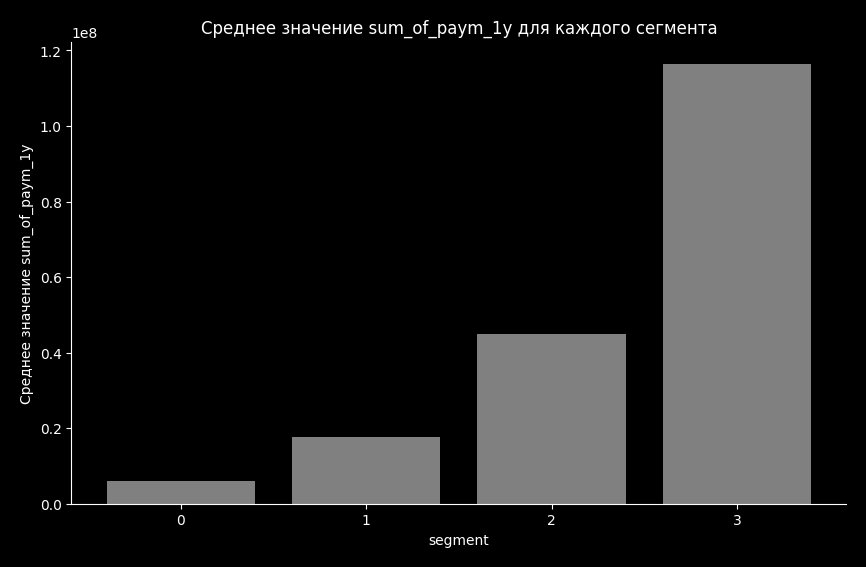 Среднее значение sum_of_paym_1y для каждого сегмента
1e8
1.2
1.0
0.8
0.6
0.4
0.2
0.0
Среднее значение sum_of_paym_1y
0 1 2 3
segment